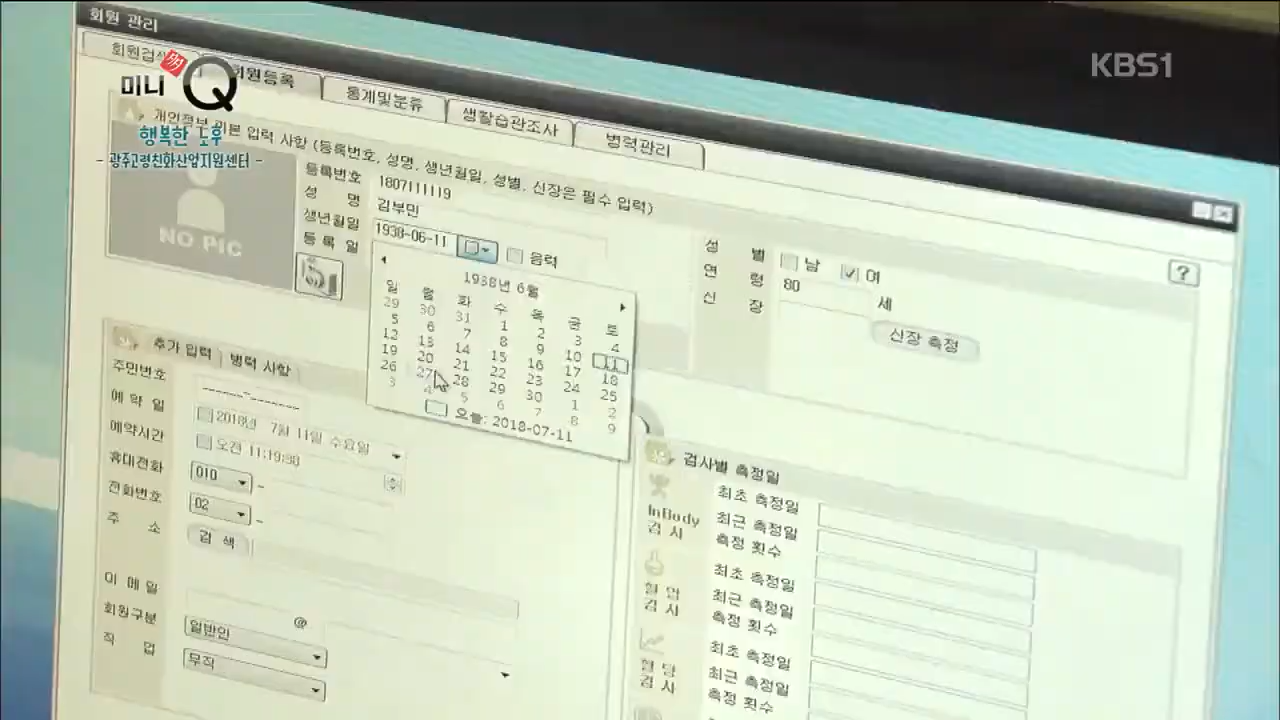 회원 관리
KBS1
회원검색
회원등록
통계및분류
생활습관조사
병력관리
미니 Q
행복한 노후
- 광주고령친화산업지원센터 -
개인정보 기본 입력 사항 (등록번호, 성명, 생년월일, 성별, 신장은 필수 입력)
NO PIC
등록번호 1807111119
성 명 김부민
생년월일 1938-06-11 음력
등록일
성 별 남 여
연 령 80 세
신 장 신장 측정
?
1938년 6월
일 월 화 수 목 금 토
29 30 31 1 2 3 4
5 6 7 8 9 10 11
12 13 14 15 16 17 18
19 20 21 22 23 24 25
26 27 28 29 30 1 2
3 4 5 6 7 8 9
오늘: 2018-07-11
추가 입력 병력 사항
주민번호
예 약 일 2018년 7월 11일 수요일
예약시간 오전 11:19:38
휴대전화 010 -
전화번호 02 -
주 소 검 색
이 메 일 @
회원구분 일반인
직 업 무직
검사별 측정일
InBody 검 사
최초 측정일
최근 측정일
측정 횟수
혈 압 검 사
최초 측정일
최근 측정일
측정 횟수
혈 당 검 사
최초 측정일
최근 측정일
측정 횟수